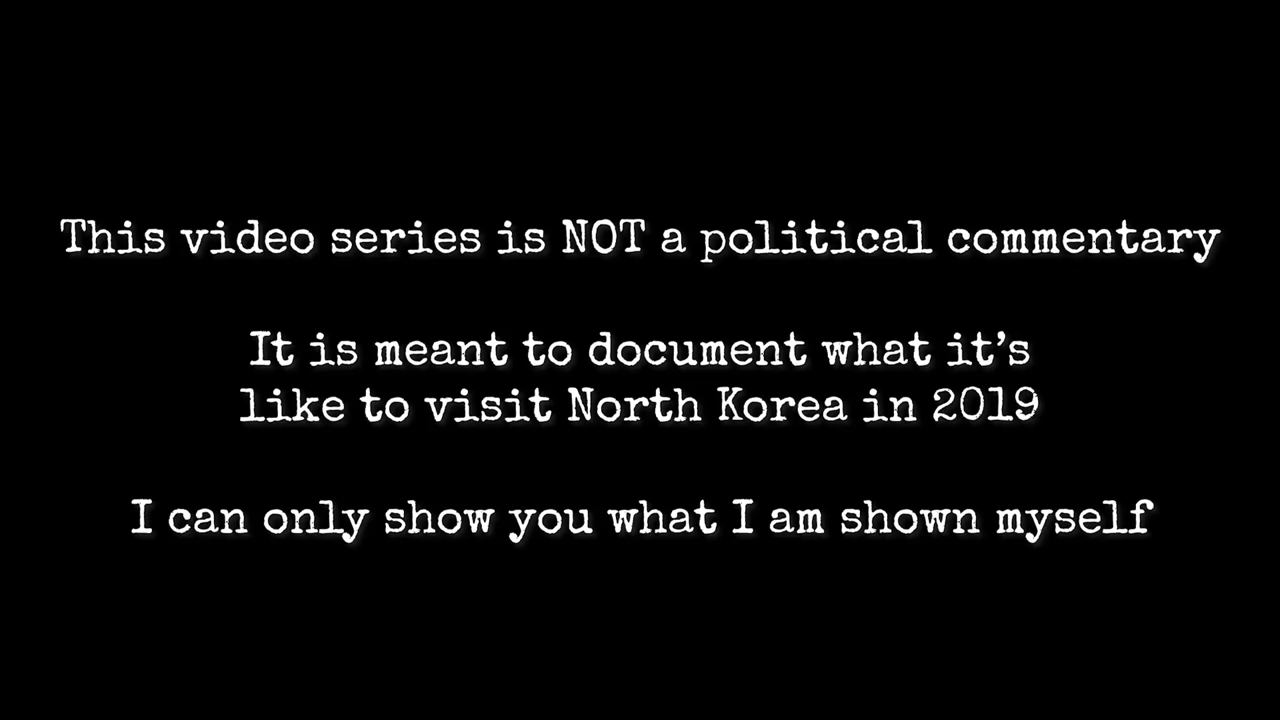 This video series is NOT a political commentary
It is meant to document what it’s
like to visit North Korea in 2019
I can only show you what I am shown myself